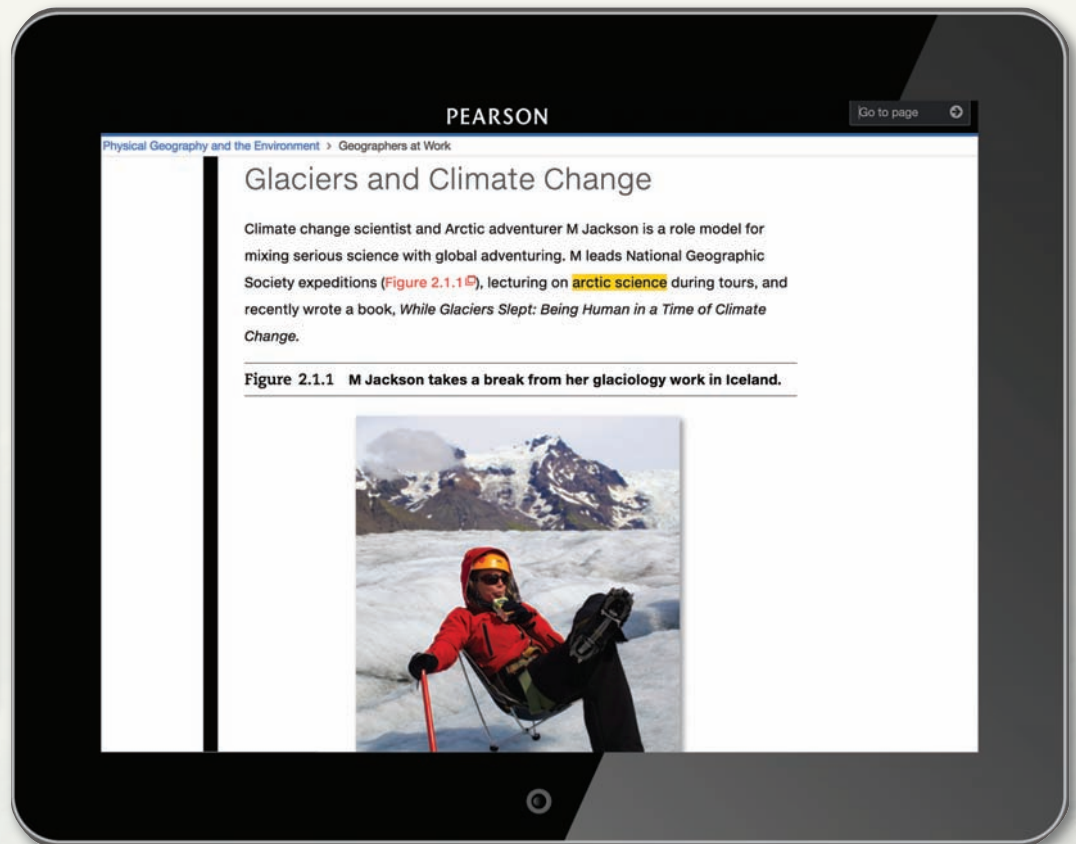 PEARSON
Go to page
Physical Geography and the Environment > Geographers at Work
Glaciers and Climate Change
Climate change scientist and Arctic adventurer M Jackson is a role model for
mixing serious science with global adventuring. M leads National Geographic
Society expeditions (Figure 2.1.1), lecturing on arctic science during tours, and
recently wrote a book, While Glaciers Slept: Being Human in a Time of Climate
Change.
Figure 2.1.1 M Jackson takes a break from her glaciology work in Iceland.